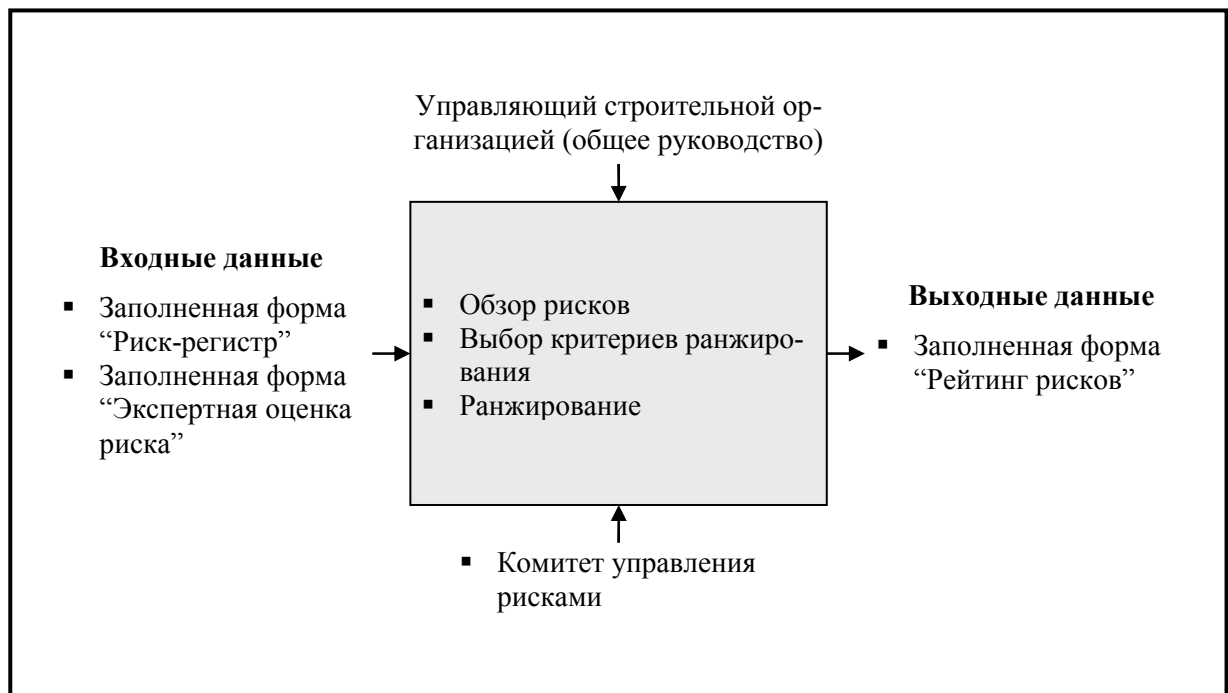 Управляющий строительной ор-
ганизацией (общее руководство)
Входные данные
▪ Заполненная форма
“Риск-регистр”
▪ Заполненная форма
“Экспертная оценка
риска”
▪ Обзор рисков
▪ Выбор критериев ранжиро-
вания
▪ Ранжирование
Выходные данные
▪ Заполненная форма
“Рейтинг рисков”
▪ Комитет управления
рисками